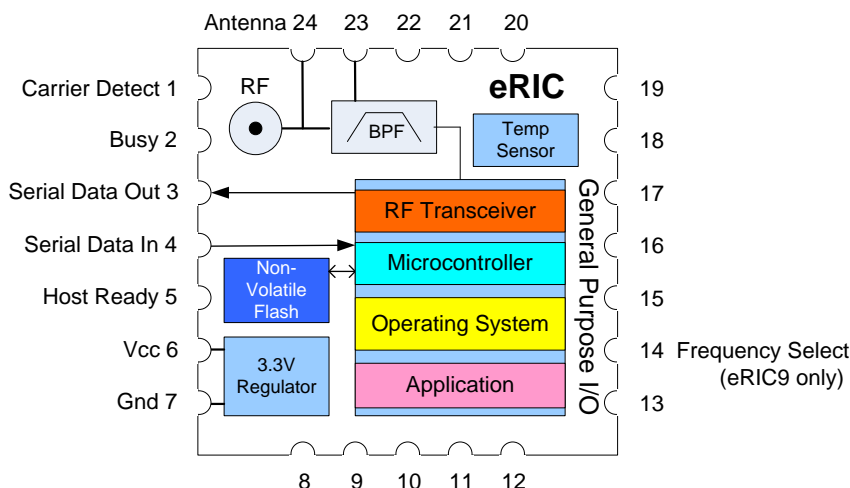 Antenna 24 23 22 21 20
Carrier Detect 1
RF
eRIC
19
Busy 2
BPF
Temp
Sensor
18
Serial Data Out 3
RF Transceiver
17
Serial Data In 4
Microcontroller
16
Non-
Volatile
Flash
Host Ready 5
Operating System
15
General Purpose I/O
Vcc 6
3.3V
Regulator
14 Frequency Select
(eRIC9 only)
Application
Gnd 7
13
8 9 10 11 12